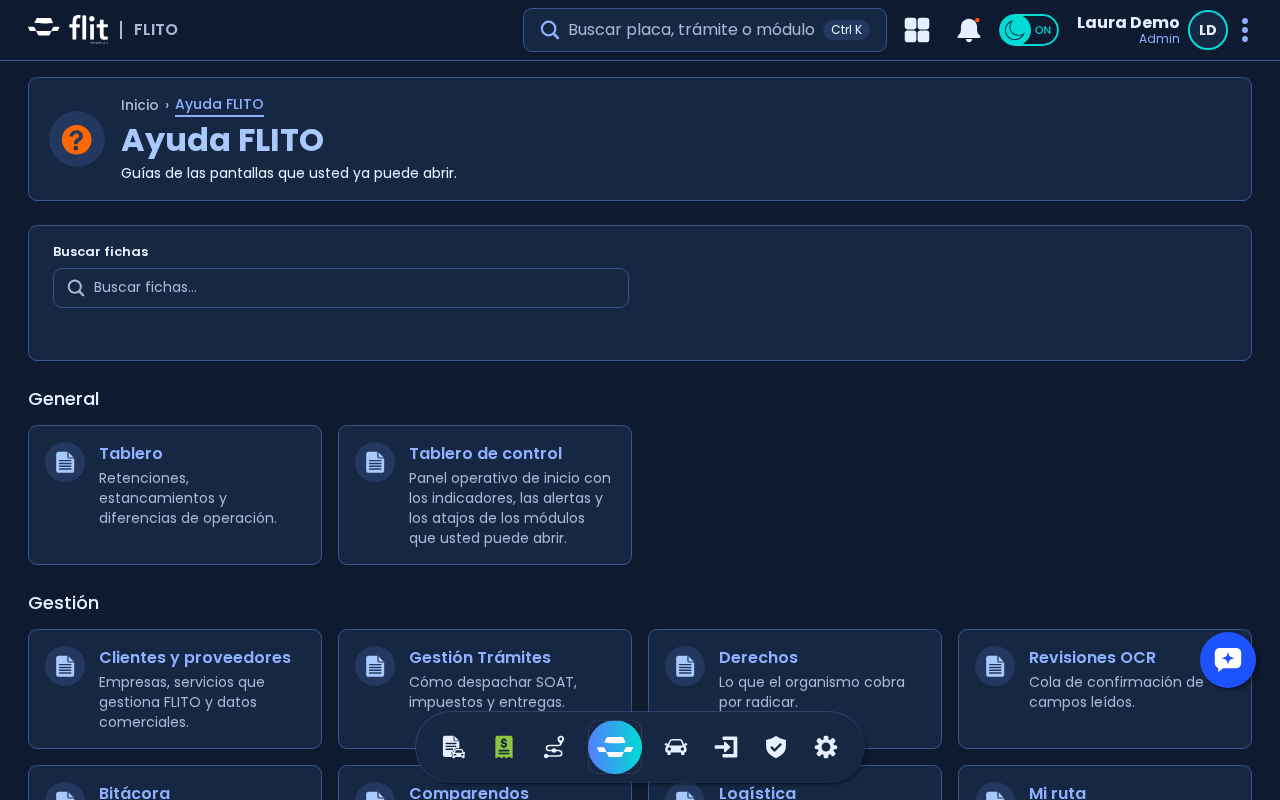 flit
FLITO
Buscar placa, trámite o módulo
Ctrl K
ON
Laura Demo
Admin
LD
Inicio › Ayuda FLITO
Ayuda FLITO
Guías de las pantallas que usted ya puede abrir.
Buscar fichas
Buscar fichas...
General
Tablero
Retenciones,
estancamientos y
diferencias de operación.
Tablero de control
Panel operativo de inicio con
los indicadores, las alertas y
los atajos de los módulos
que usted puede abrir.
Gestión
Clientes y proveedores
Empresas, servicios que
gestiona FLITO y datos
comerciales.
Gestión Trámites
Cómo despachar SOAT,
impuestos y entregas.
Derechos
Lo que el organismo cobra
por radicar.
Revisiones OCR
Cola de confirmación de
campos leídos.
Bitácora
Comparendos
Logística
Mi ruta